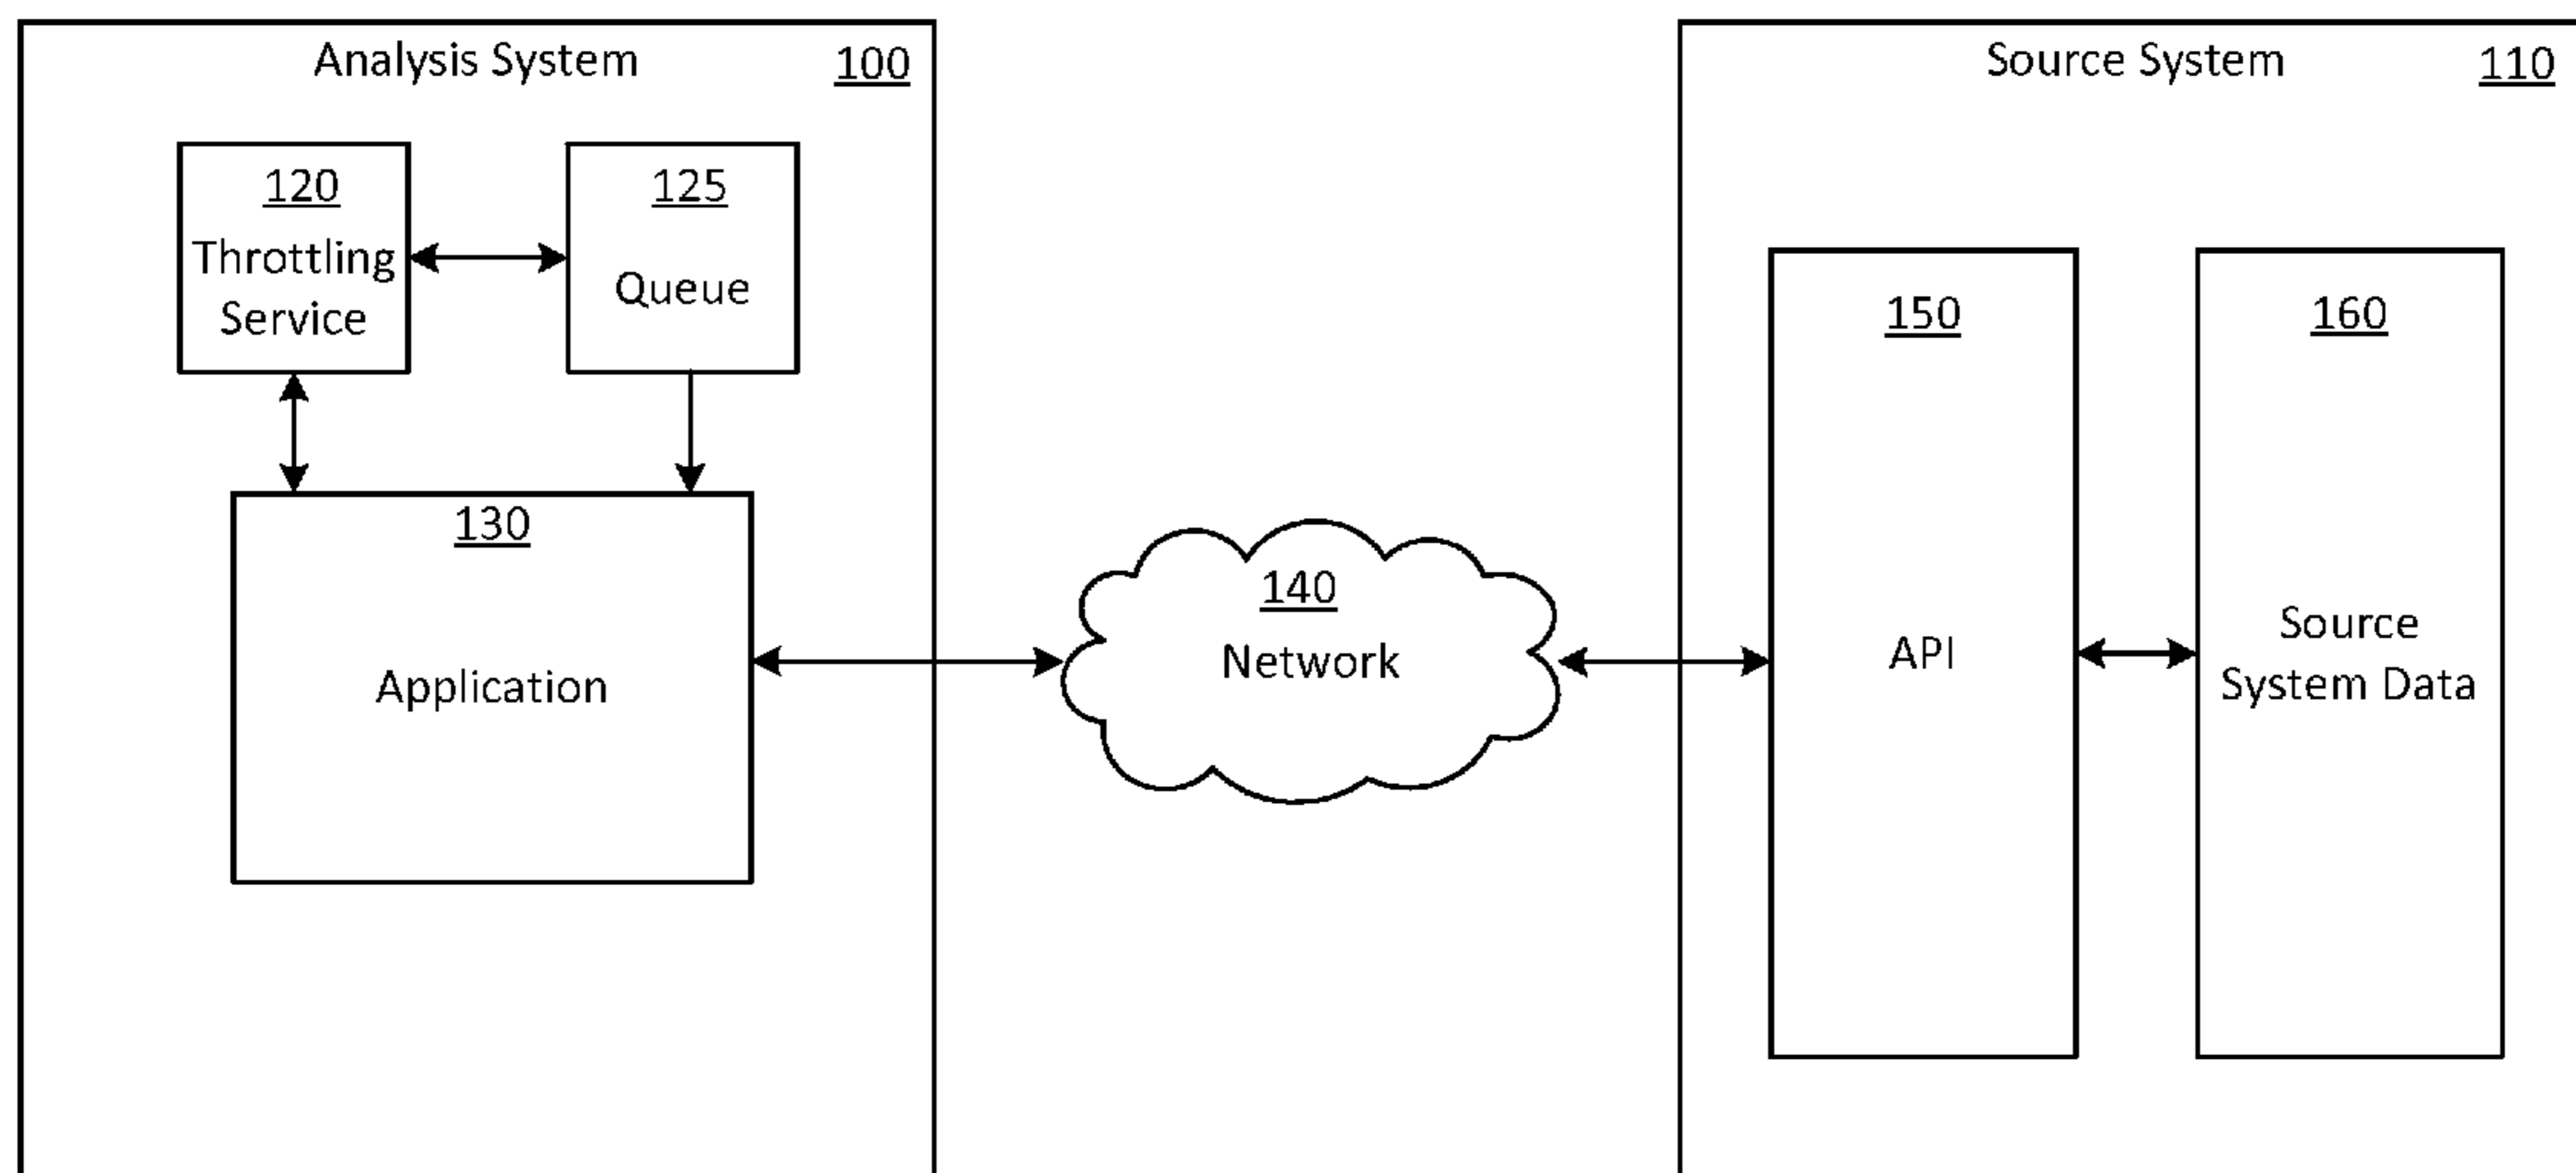 Analysis System
100
120
Throttling
Service
125
Queue
130
Application
140
Network
Source System
110
150
API
160
Source
System Data